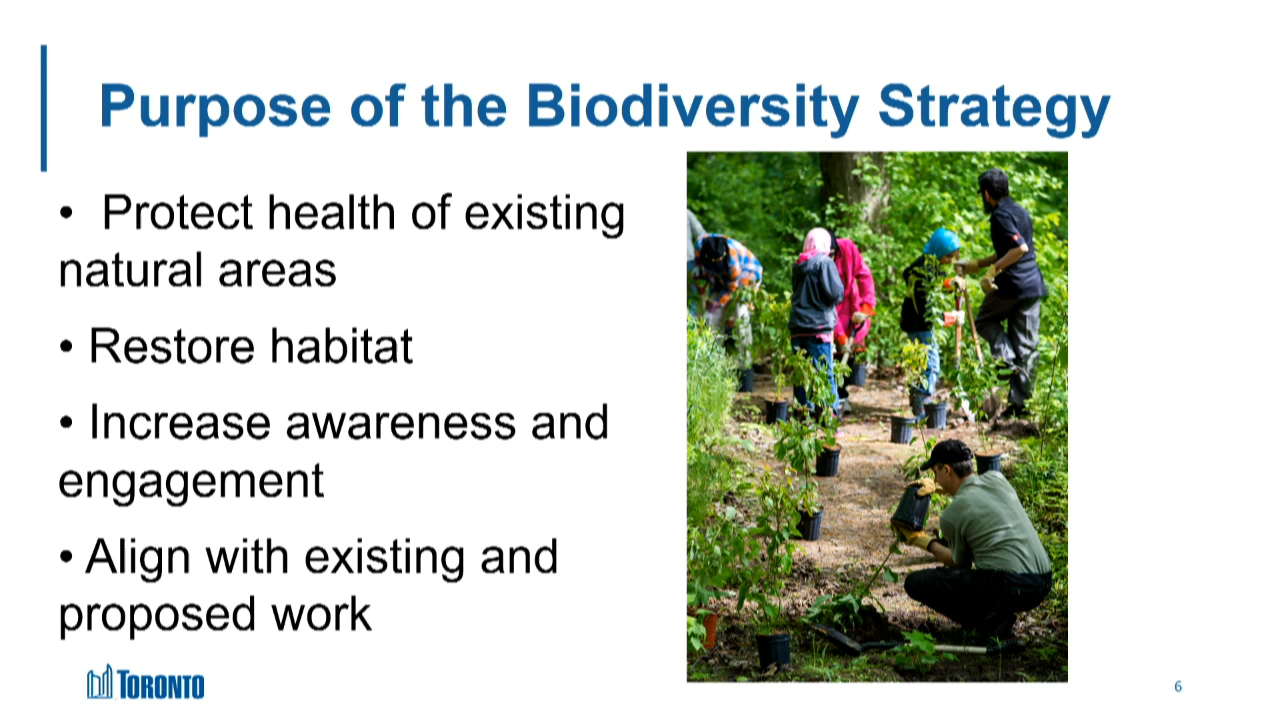 Purpose of the Biodiversity Strategy
• Protect health of existing
natural areas
• Restore habitat
• Increase awareness and
engagement
• Align with existing and
proposed work
TORONTO
6